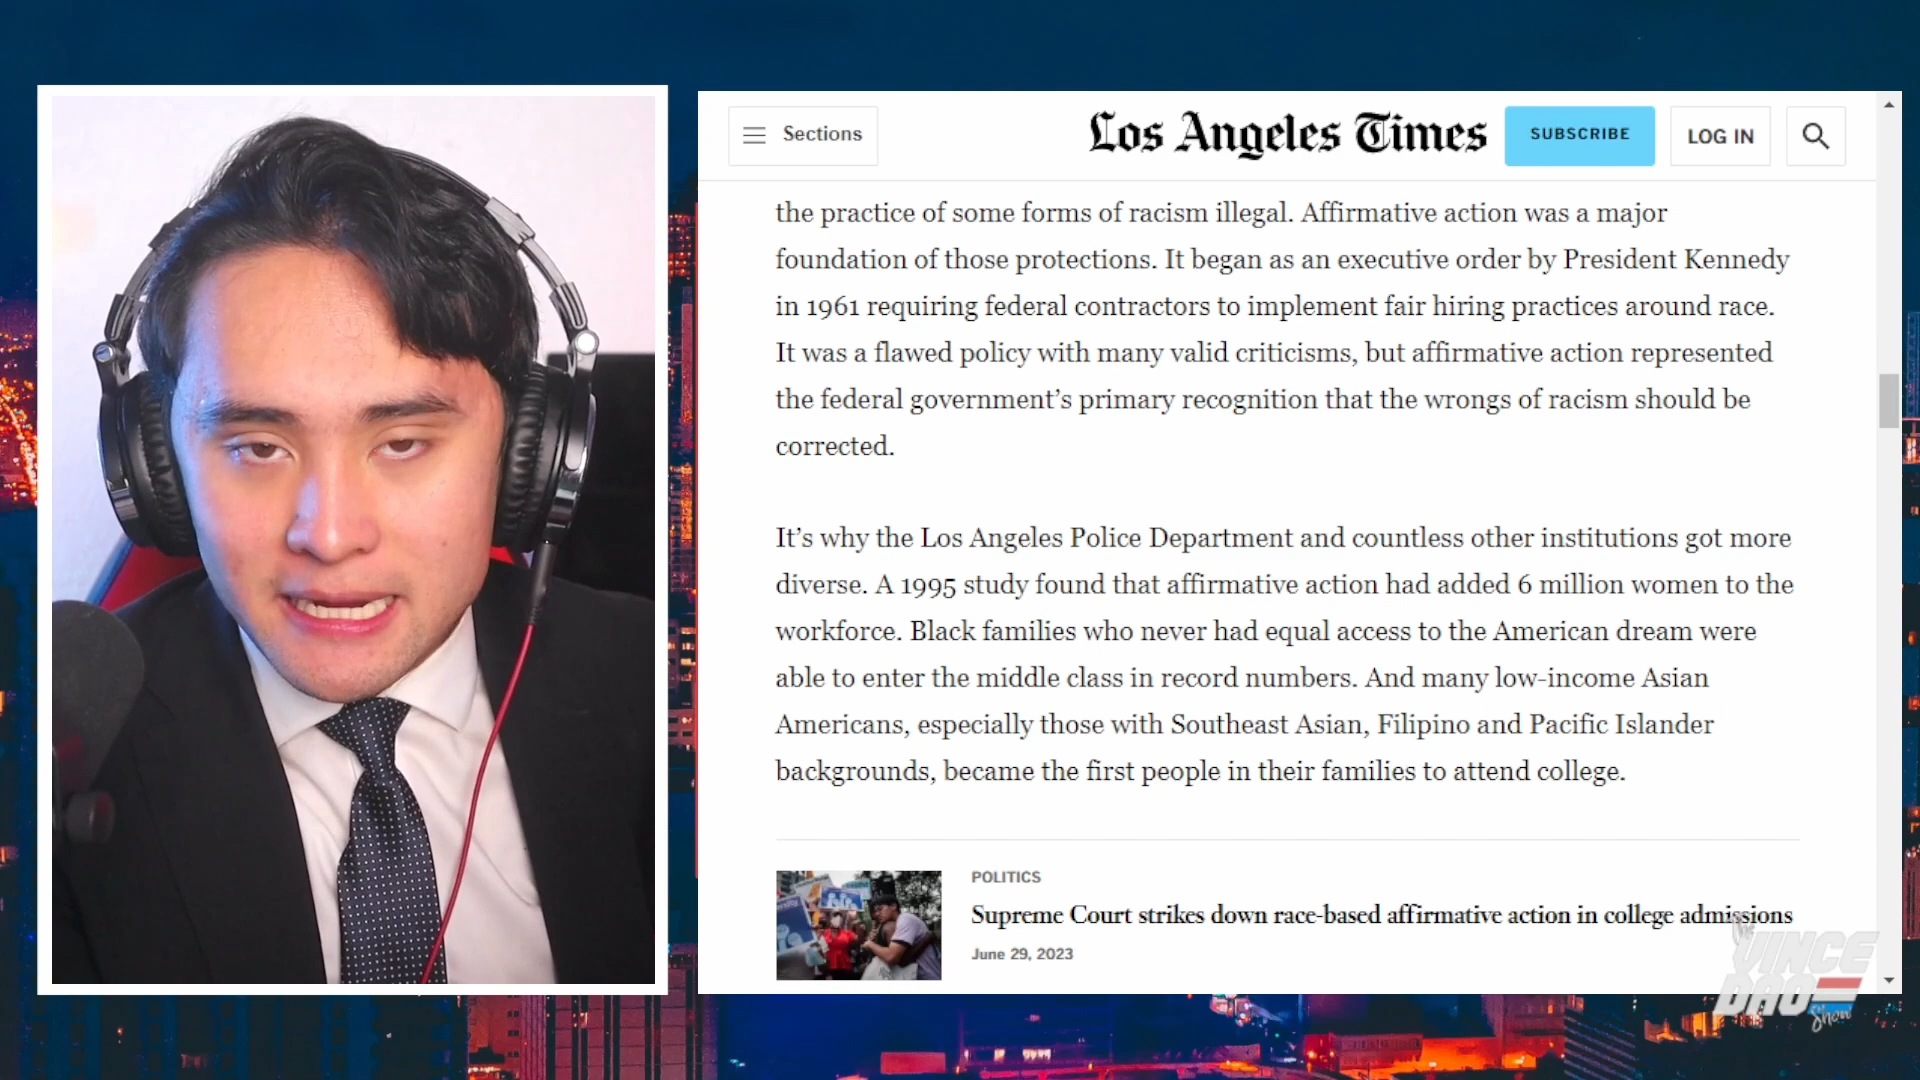 Sections
Los Angeles Times
SUBSCRIBE
LOG IN
the practice of some forms of racism illegal. Affirmative action was a major
foundation of those protections. It began as an executive order by President Kennedy
in 1961 requiring federal contractors to implement fair hiring practices around race.
It was a flawed policy with many valid criticisms, but affirmative action represented
the federal government’s primary recognition that the wrongs of racism should be
corrected.
It’s why the Los Angeles Police Department and countless other institutions got more
diverse. A 1995 study found that affirmative action had added 6 million women to the
workforce. Black families who never had equal access to the American dream were
able to enter the middle class in record numbers. And many low-income Asian
Americans, especially those with Southeast Asian, Filipino and Pacific Islander
backgrounds, became the first people in their families to attend college.
POLITICS
Supreme Court strikes down race-based affirmative action in college admissions
June 29, 2023
The
VINCE
DAO
Show